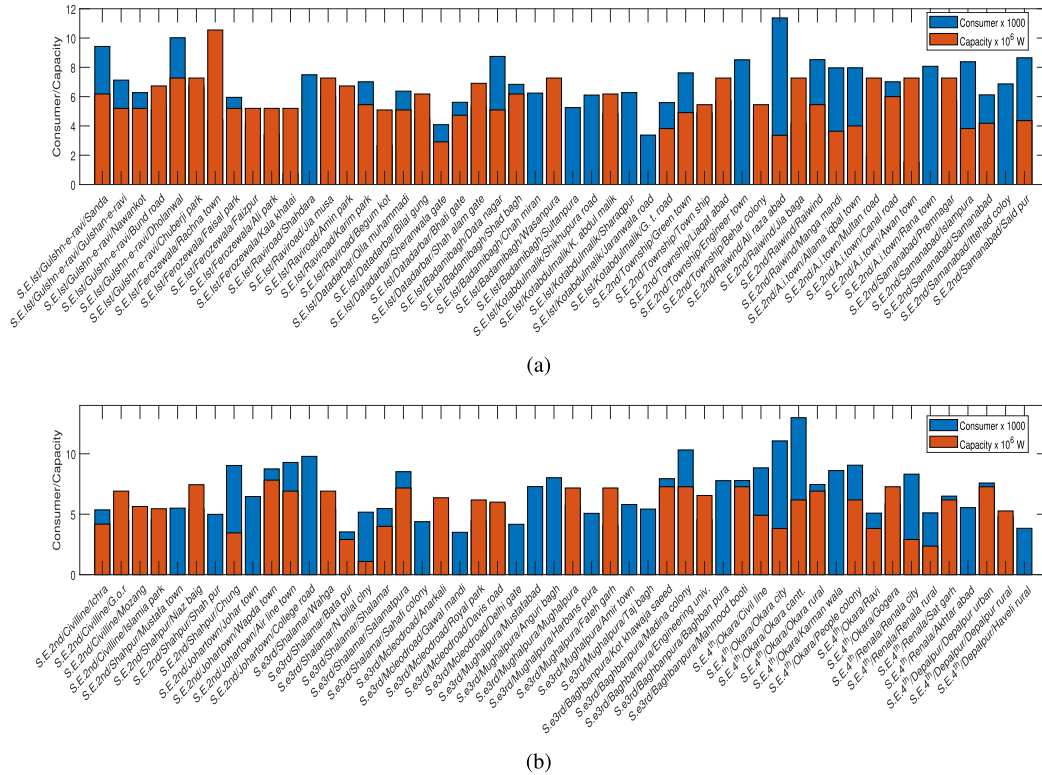 12
10
8
6
4
2
0
Consumer/Capacity
Consumer x 1000
Capacity x 10⁶ W
S.E.Ist/Gulshn-e-ravi/Sanda
S.E.Ist/Gulshn-e-ravi/Gulshan-e-ravi
S.E.Ist/Gulshn-e-ravi/Nawankot
S.E.Ist/Gulshn-e-ravi/Bund road
S.E.Ist/Gulshn-e-ravi/Dholanwal
S.E.Ist/Gulshn-e-ravi/Chuberji park
S.E.Ist/Ferozewala/Rachna town
S.E.Ist/Ferozewala/Faisal park
S.E.Ist/Ferozewala/Faizpur
S.E.Ist/Ferozewala/Ali park
S.E.Ist/Ferozewala/Kala khatai
S.E.Ist/Raviroad/Shahdara
S.E.Ist/Raviroad/Jia musa
S.E.Ist/Raviroad/Amin park
S.E.Ist/Raviroad/Karim park
S.E.Ist/Raviroad/Begum kot
S.E.Ist/Datadarbar/Qila muhammadi
S.E.Ist/Datadarbar/Bilal gung
S.E.Ist/Datadarbar/Sheranwala gate
S.E.Ist/Datadarbar/Bhati gate
S.E.Ist/Datadarbar/Shah alam gate
S.E.Ist/Badambagh/Data nagar
S.E.Ist/Badambagh/Shad bagh
S.E.Ist/Badambagh/Chah miran
S.E.Ist/Badambagh/Wasanpura
S.E.Ist/Badambagh/Sultanpura
S.E.Ist/Kotabdulmalik/Shikhupura road
S.E.Ist/Kotabdulmalik/K. abdul malik
S.E.Ist/Kotabdulmalik/Sharaqpur
S.E.Ist/Kotabdulmalik/Jaranwala road
S.E.Ist/Kotabdulmalik/G. t. road
S.E.2nd/Township/Green town
S.E.2nd/Township/Town ship
S.E.2nd/Township/Liaqat abad
S.E.2nd/Township/Engineer town
S.E.2nd/Township/Behar colony
S.E.2nd/Raiwind/Ali raza abad
S.E.2nd/Raiwind/Jia baga
S.E.2nd/Raiwind/Raiwind
S.E.2nd/Raiwind/Manga mandi
S.E.2nd/A.i.town/Allama iqbal town
S.E.2nd/A.i.town/Multan road
S.E.2nd/A.i.town/Canal road
S.E.2nd/A.i.town/Awan town
S.E.2nd/A.i.town/Ranna town
S.E.2nd/Samanabad/Premnagar
S.E.2nd/Samanabad/Islampura
S.E.2nd/Samanabad/Samanabad
S.E.2nd/Samanabad/Ittehad coloy
S.E.2nd/Samanabad/Said pur
(a)
10
5
0
Consumer/Capacity
Consumer x 1000
Capacity x 10⁶ W
S.E.2nd/Civilline/Ichra
S.E.2nd/Civilline/G.o.r
S.E.2nd/Civilline/Mozang
S.E.2nd/Civilline/Islamia park
S.E.2nd/Shahpur/Mustafa town
S.E.2nd/Shahpur/Niaz baig
S.E.2nd/Shahpur/Shah pur
S.E.2nd/Shahpur/Chung
S.E.2nd/Johartown/Johar town
S.E.2nd/Johartown/Wapda town
S.E.2nd/Johartown/Air line town
S.E.2nd/Johartown/College road
S.e3rd/Shalamar/Wahga
S.e3rd/Shalamar/Bata pur
S.e3rd/Shalamar/Shalamar
S.e3rd/Shalamar/Salamatpura
S.e3rd/Mcleodroad/Rehari colony
S.e3rd/Mcleodroad/Anarkali
S.e3rd/Mcleodroad/Gawal mandi
S.e3rd/Mcleodroad/Royal park
S.e3rd/Mcleodroad/Davis road
S.e3rd/Mcleodroad/Delhi gate
S.e3rd/Mughalpura/Mustafabad
S.e3rd/Mughalpura/Anguri bagh
S.e3rd/Mughalpura/Mughalpura
S.e3rd/Mughalpura/Harbans pura
S.e3rd/Mughalpura/Fateh garh
S.e3rd/Mughalpura/Amir town
S.e3rd/Mughalpura/Taj bagh
S.e3rd/Baghbanpura/Kot khawaja saeed
S.e3rd/Baghbanpura/Madina colony
S.e3rd/Baghbanpura/Engineering univ.
S.e3rd/Baghbanpura/Baghban pura
S.e3rd/Baghbanpura/Mahmood booti
S.E.4ᵗʰ/Okara/Civil line
S.E.4ᵗʰ/Okara/Okara city
S.E.4ᵗʰ/Okara/Okara cantt.
S.E.4ᵗʰ/Okara/Okara rural
S.E.4ᵗʰ/Okara/Karman wala
S.E.4ᵗʰ/Okara/People colony
S.E.4ᵗʰ/Okara/Ravi
S.E.4ᵗʰ/Okara/Gogera
S.E.4ᵗʰ/Renala/Renala city
S.E.4ᵗʰ/Renala/Renala rural
S.E.4ᵗʰ/Renala/Sat garh
S.E.4ᵗʰ/Renala/Akhtar abad
S.E.4ᵗʰ/Depalpur/Depalpur urban
S.E.4ᵗʰ/Depalpur/Depalpur rural
S.E.4ᵗʰ/Depalpur/Haveli rural
(b)